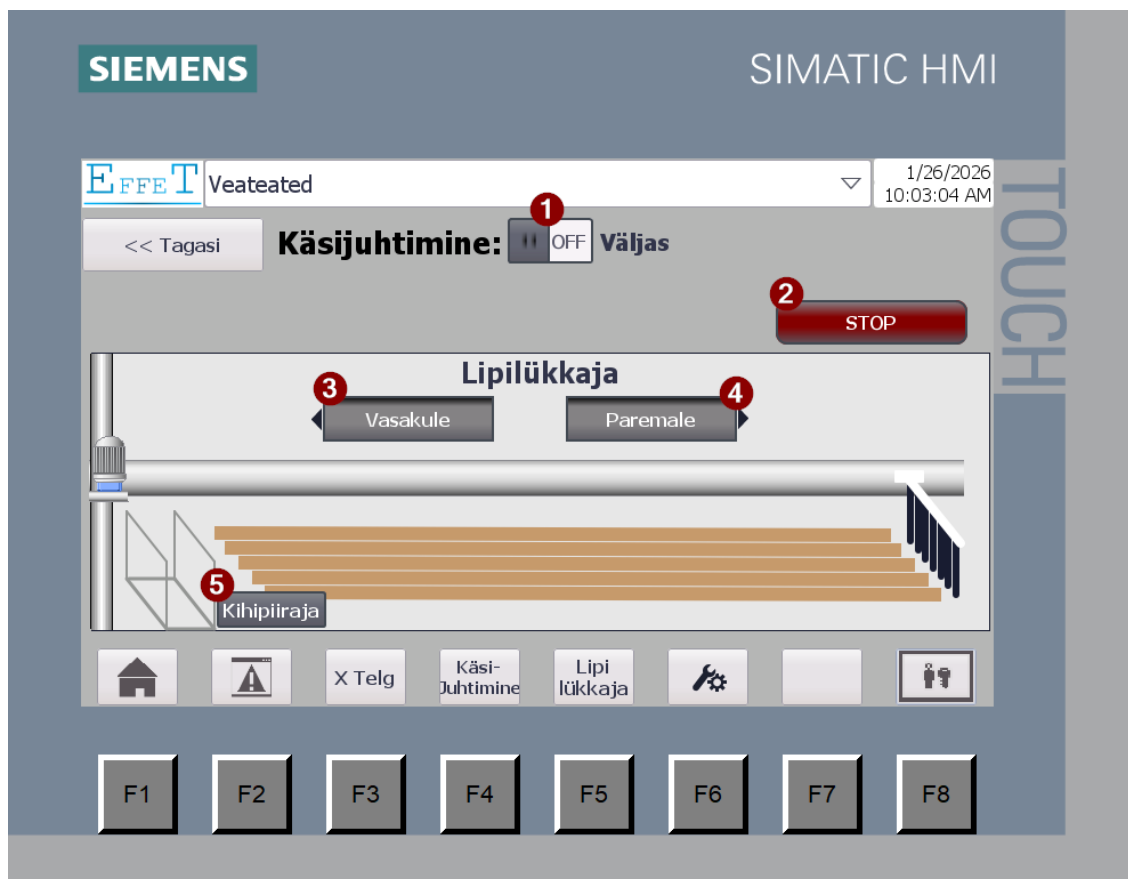 SIEMENS
SIMATIC HMI
TOUCH
EFFET
Veateated
1/26/2026
10:03:04 AM
<< Tagasi
Käsijuhtimine:
1
OFF
Väljas
2
STOP
Lipilükkaja
3
Vasakule
4
Paremale
5
Kihipiiraja
X Telg
Käsi-
Juhtimine
Lipi
lükkaja
F1
F2
F3
F4
F5
F6
F7
F8